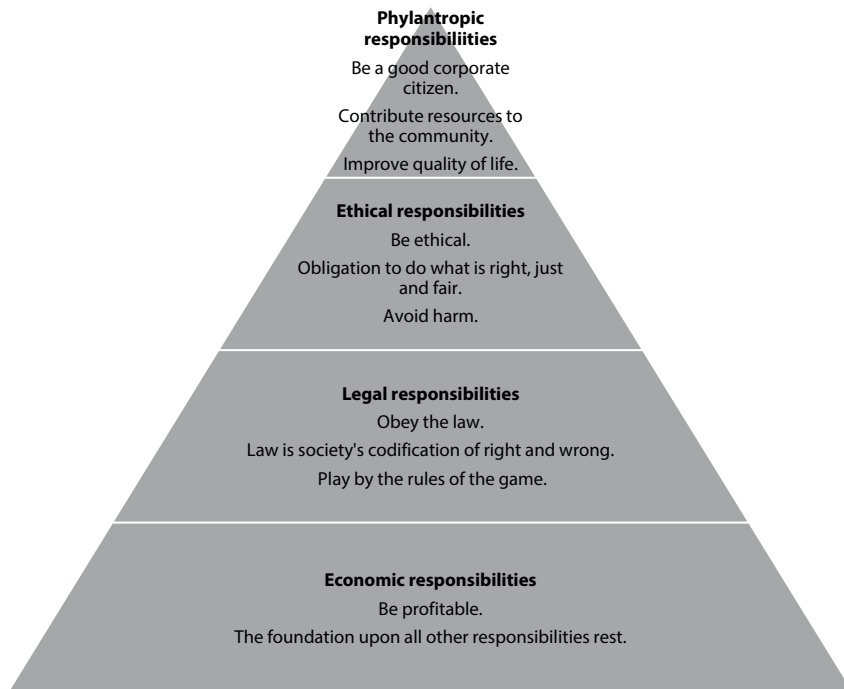 Phylantropic
responsibiliities
Be a good corporate
citizen.
Contribute resources to
the community.
Improve quality of life.
Ethical responsibilities
Be ethical.
Obligation to do what is right, just
and fair.
Avoid harm.
Legal responsibilities
Obey the law.
Law is society's codification of right and wrong.
Play by the rules of the game.
Economic responsibilities
Be profitable.
The foundation upon all other responsibilities rest.